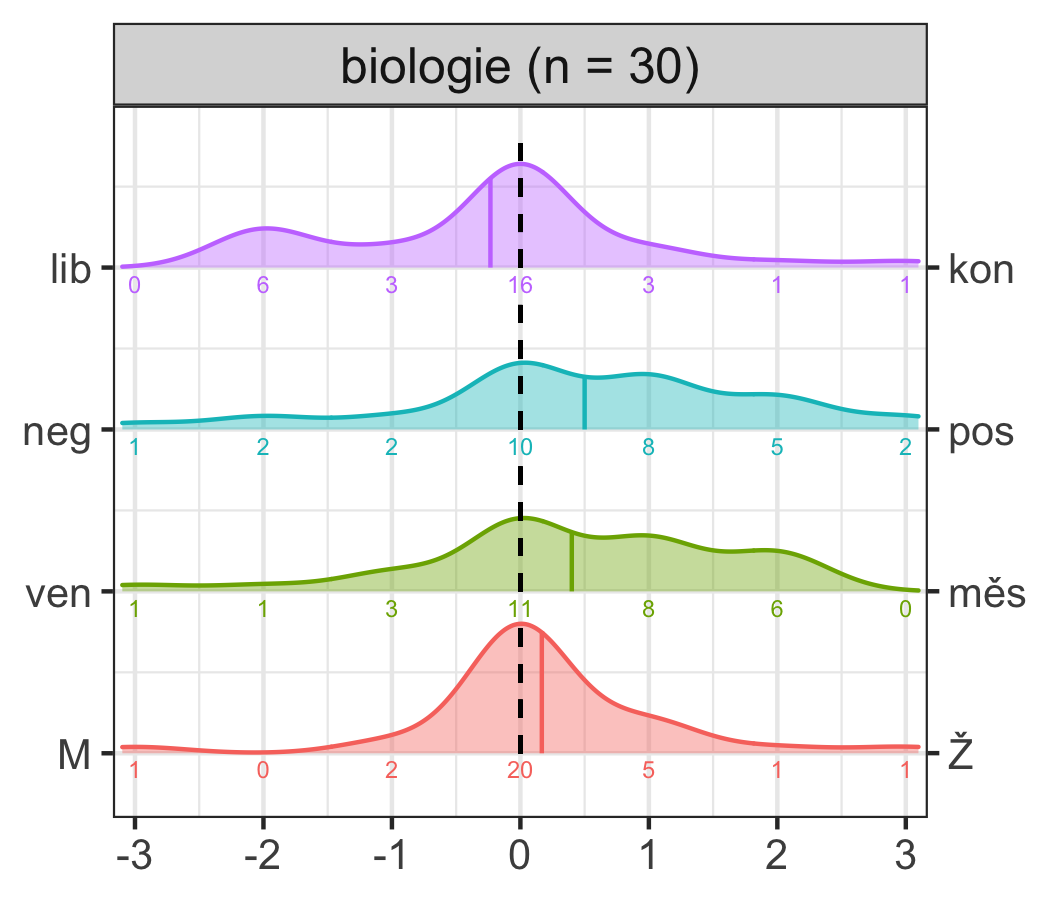 biologie (n = 30)
lib kon
0 6 3 16 3 1 1
neg pos
1 2 2 10 8 5 2
ven měs
1 1 3 11 8 6 0
M Ž
1 0 2 20 5 1 1
-3 -2 -1 0 1 2 3